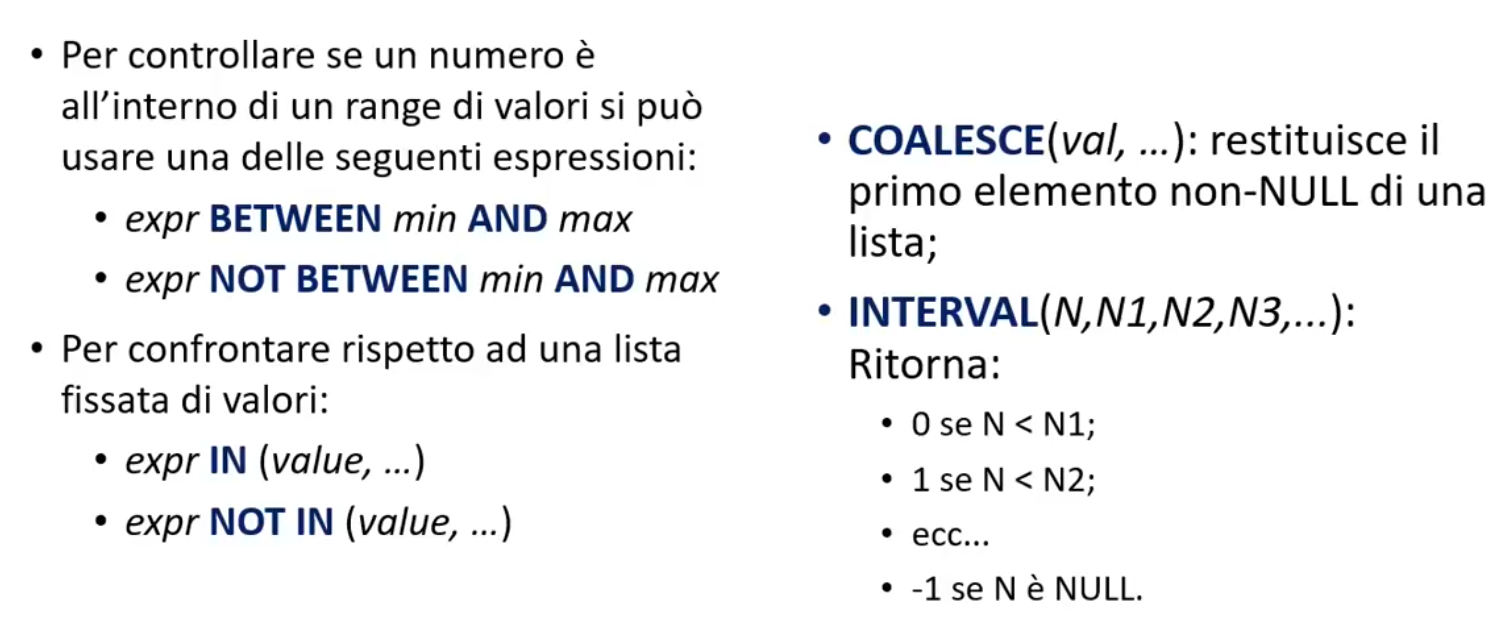 • Per controllare se un numero è
all’interno di un range di valori si può
usare una delle seguenti espressioni:
• expr BETWEEN min AND max
• expr NOT BETWEEN min AND max
• Per confrontare rispetto ad una lista
fissata di valori:
• expr IN (value, ...)
• expr NOT IN (value, ...)
• COALESCE(val, ...): restituisce il
primo elemento non-NULL di una
lista;
• INTERVAL(N,N1,N2,N3,...):
Ritorna:
• 0 se N < N1;
• 1 se N < N2;
• ecc...
• -1 se N è NULL.